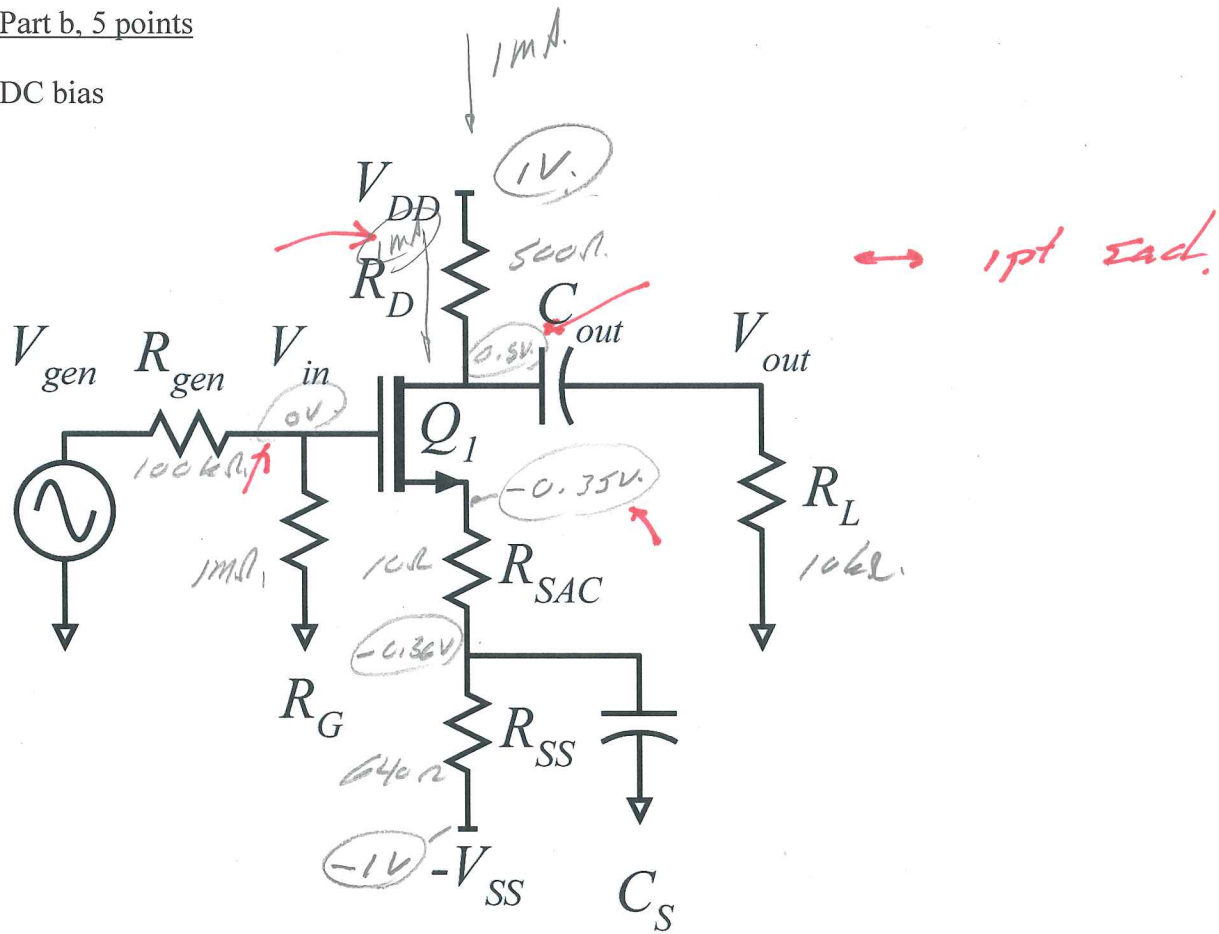 Part b, 5 points
DC bias
1mA.
1V.
V DD
1mA
500Ω.
R D
C out
0.5V.
V gen
R gen
V in
0V
V out
↔ 1pt Each.
100kΩ.
Q 1
-0.35V.
R L
10kΩ.
1MΩ.
10Ω
R SAC
-0.36V
R G
R SS
640Ω
-1V
-V SS
C S